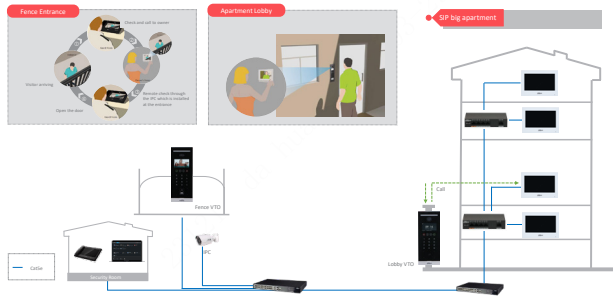 Fence Entrance
Check and call to owner
Visitor arriving
Remote check through
the IPC which is installed
at the entrance
Open the door
Apartment Lobby
SIP big apartment
Call
Fence VTO
IPC
Lobby VTO
Cat5e
Security Room